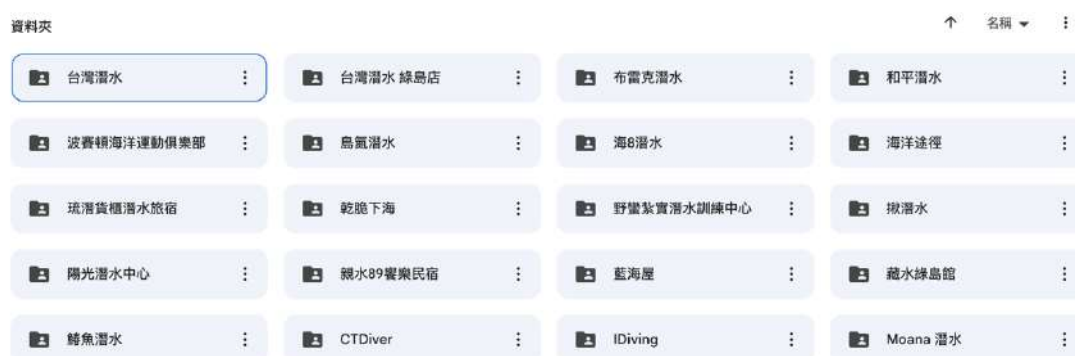 資料夾
名稱
台灣潛水
台灣潛水 綠島店
布雷克潛水
和平潛水
波賽頓海洋運動俱樂部
島氮潛水
海8潛水
海洋途徑
琉潛貨櫃潛水旅宿
乾脆下海
野蠻紮實潛水訓練中心
揪潛水
陽光潛水中心
親水89饗樂民宿
藍海屋
藏水綠島館
鰆魚潛水
CTDiver
IDiving
Moana 潛水